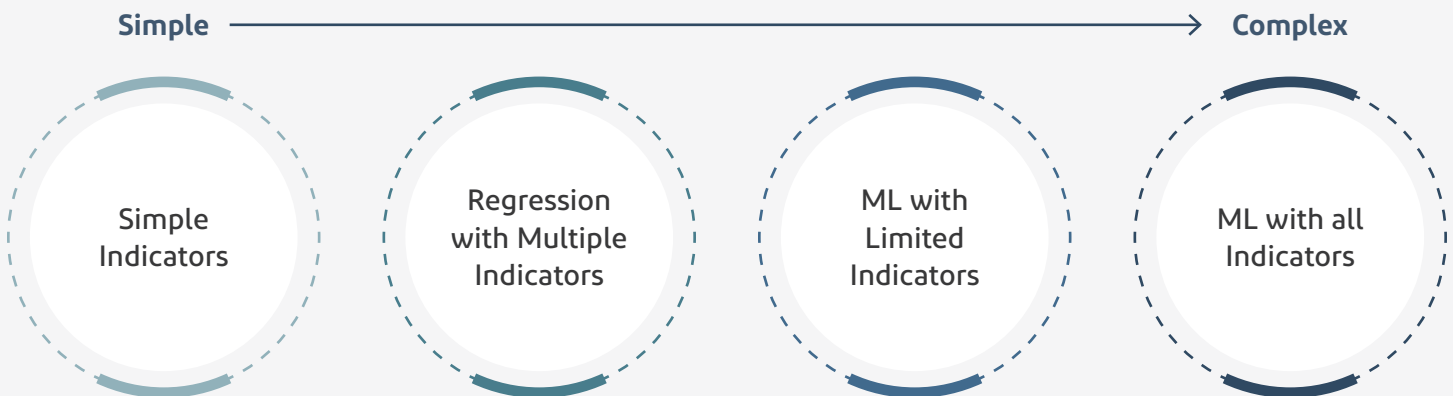 Simple
Complex
Simple
Indicators
Regression
with Multiple
Indicators
ML with
Limited
Indicators
ML with all
Indicators